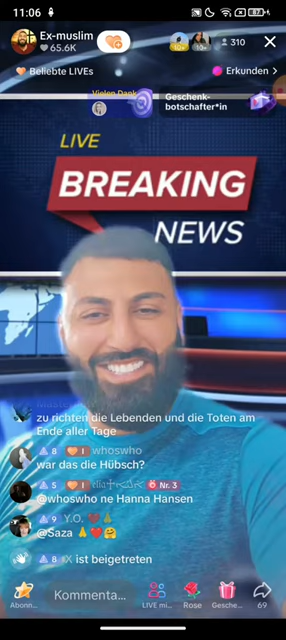 11:06
Ex-muslim
65.6K
10+
10+
310
Beliebte LIVEs
Erkunden >
Vielen Dank
Geschenk-
botschafter*in
LIVE
BREAKING
NEWS
zu richten die Lebenden und die Toten am
Ende aller Tage
8 I whoswho
war das die Hübsch?
5 I Nr. 3
@whoswho ne Hanna Hansen
9 Y.O.
@Saza
8 ist beigetreten
Abonn...
Kommenta...
LIVE mi...
Rose
Gesche...
69